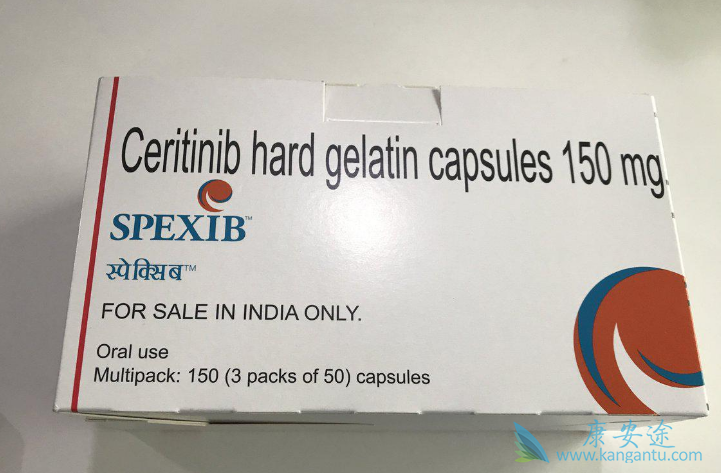 Ceritinib hard gelatin capsules 150 mg.
SPEXIB™
स्पेक्सिब™
FOR SALE IN INDIA ONLY.
Oral use
Multipack: 150 (3 packs of 50) capsules
康安途
www.kangantu.com